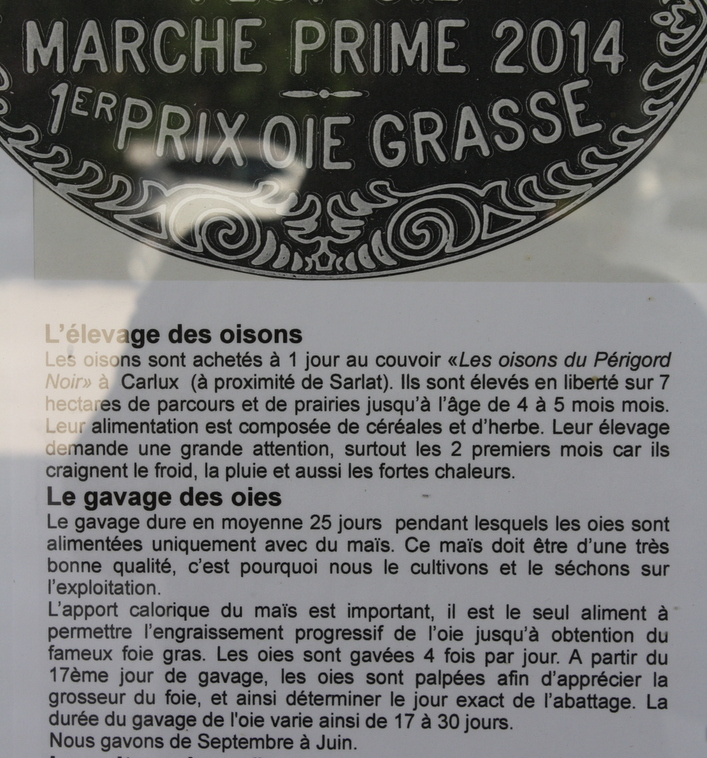 MARCHE PRIME 2014
1ER PRIX OIE GRASSE
L'élevage des oisons
Les oisons sont achetés à 1 jour au couvoir «Les oisons du Périgord
Noir» à Carlux (à proximité de Sarlat). Ils sont élevés en liberté sur 7
hectares de parcours et de prairies jusqu'à l'âge de 4 à 5 mois mois.
Leur alimentation est composée de céréales et d'herbe. Leur élevage
demande une grande attention, surtout les 2 premiers mois car ils
craignent le froid, la pluie et aussi les fortes chaleurs.
Le gavage des oies
Le gavage dure en moyenne 25 jours pendant lesquels les oies sont
alimentées uniquement avec du maïs. Ce maïs doit être d'une très
bonne qualité, c'est pourquoi nous le cultivons et le séchons sur
l'exploitation.
L'apport calorique du maïs est important, il est le seul aliment à
permettre l'engraissement progressif de l'oie jusqu'à obtention du
fameux foie gras. Les oies sont gavées 4 fois par jour. A partir du
17ème jour de gavage, les oies sont palpées afin d'apprécier la
grosseur du foie, et ainsi déterminer le jour exact de l'abattage. La
durée du gavage de l'oie varie ainsi de 17 à 30 jours.
Nous gavons de Septembre à Juin.